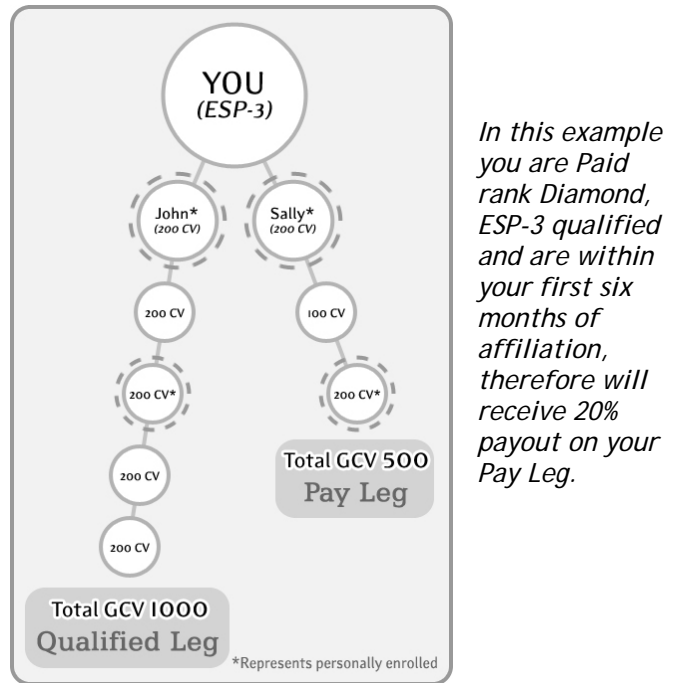 YOU
(ESP-3)
John*
(200 CV)
Sally*
(200 CV)
200 CV
100 CV
200 CV*
200 CV*
Total GCV 500
Pay Leg
200 CV
200 CV
Total GCV 1000
Qualified Leg
*Represents personally enrolled
In this example
you are Paid
rank Diamond,
ESP-3 qualified
and are within
your first six
months of
affiliation,
therefore will
receive 20%
payout on your
Pay Leg.